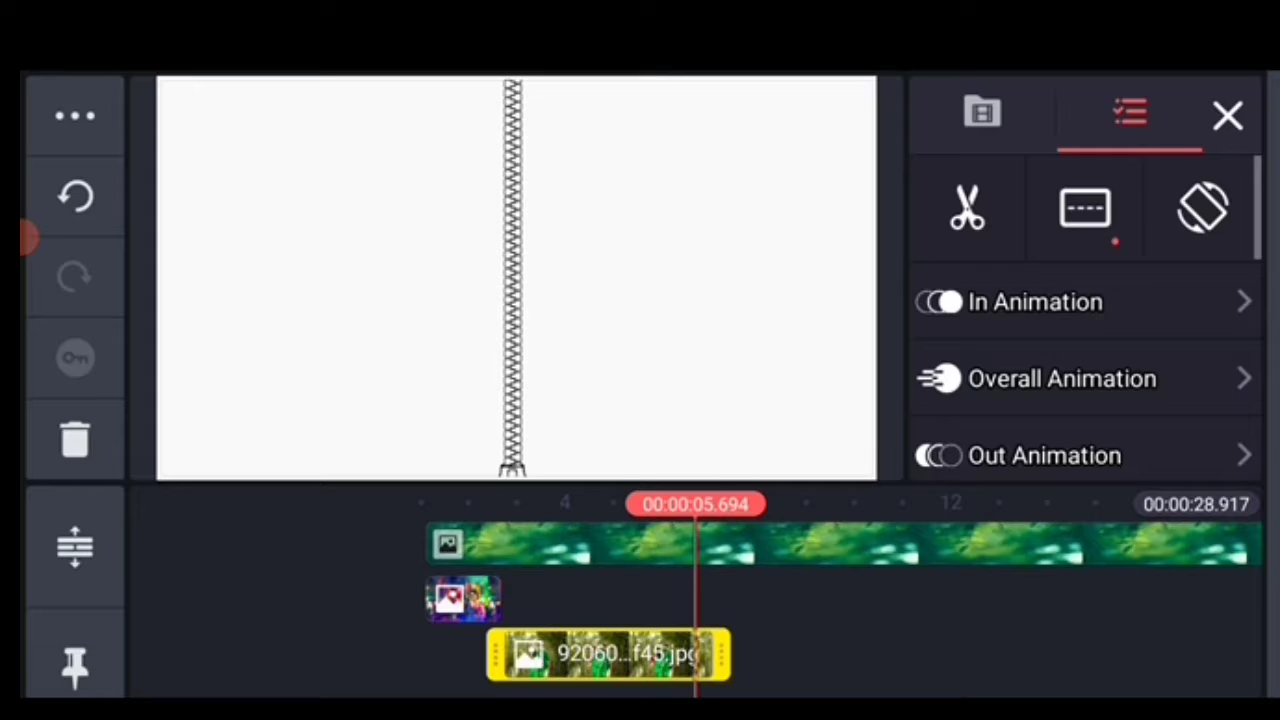 In Animation
Overall Animation
Out Animation
4
00:00:05.694
12
00:00:28.917
92060...f45.jpg